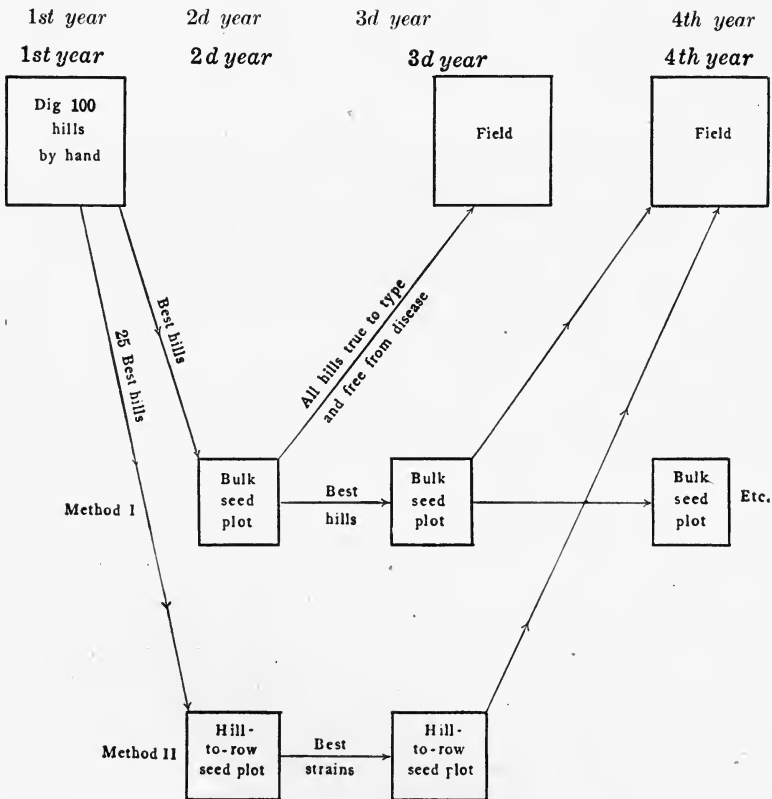 1st year 2d year 3d year 4th year
1st year 2d year 3d year 4th year
Dig 100
hills
by hand
Field
Field
Best hills
25 Best hills
All hills true to type
and free from disease
Method I
Bulk
seed
plot
Best
hills
Bulk
seed
plot
Bulk
seed
plot
Etc.
Method II
Hill-
to-row
seed plot
Best
strains
Hill-
to-row
seed plot